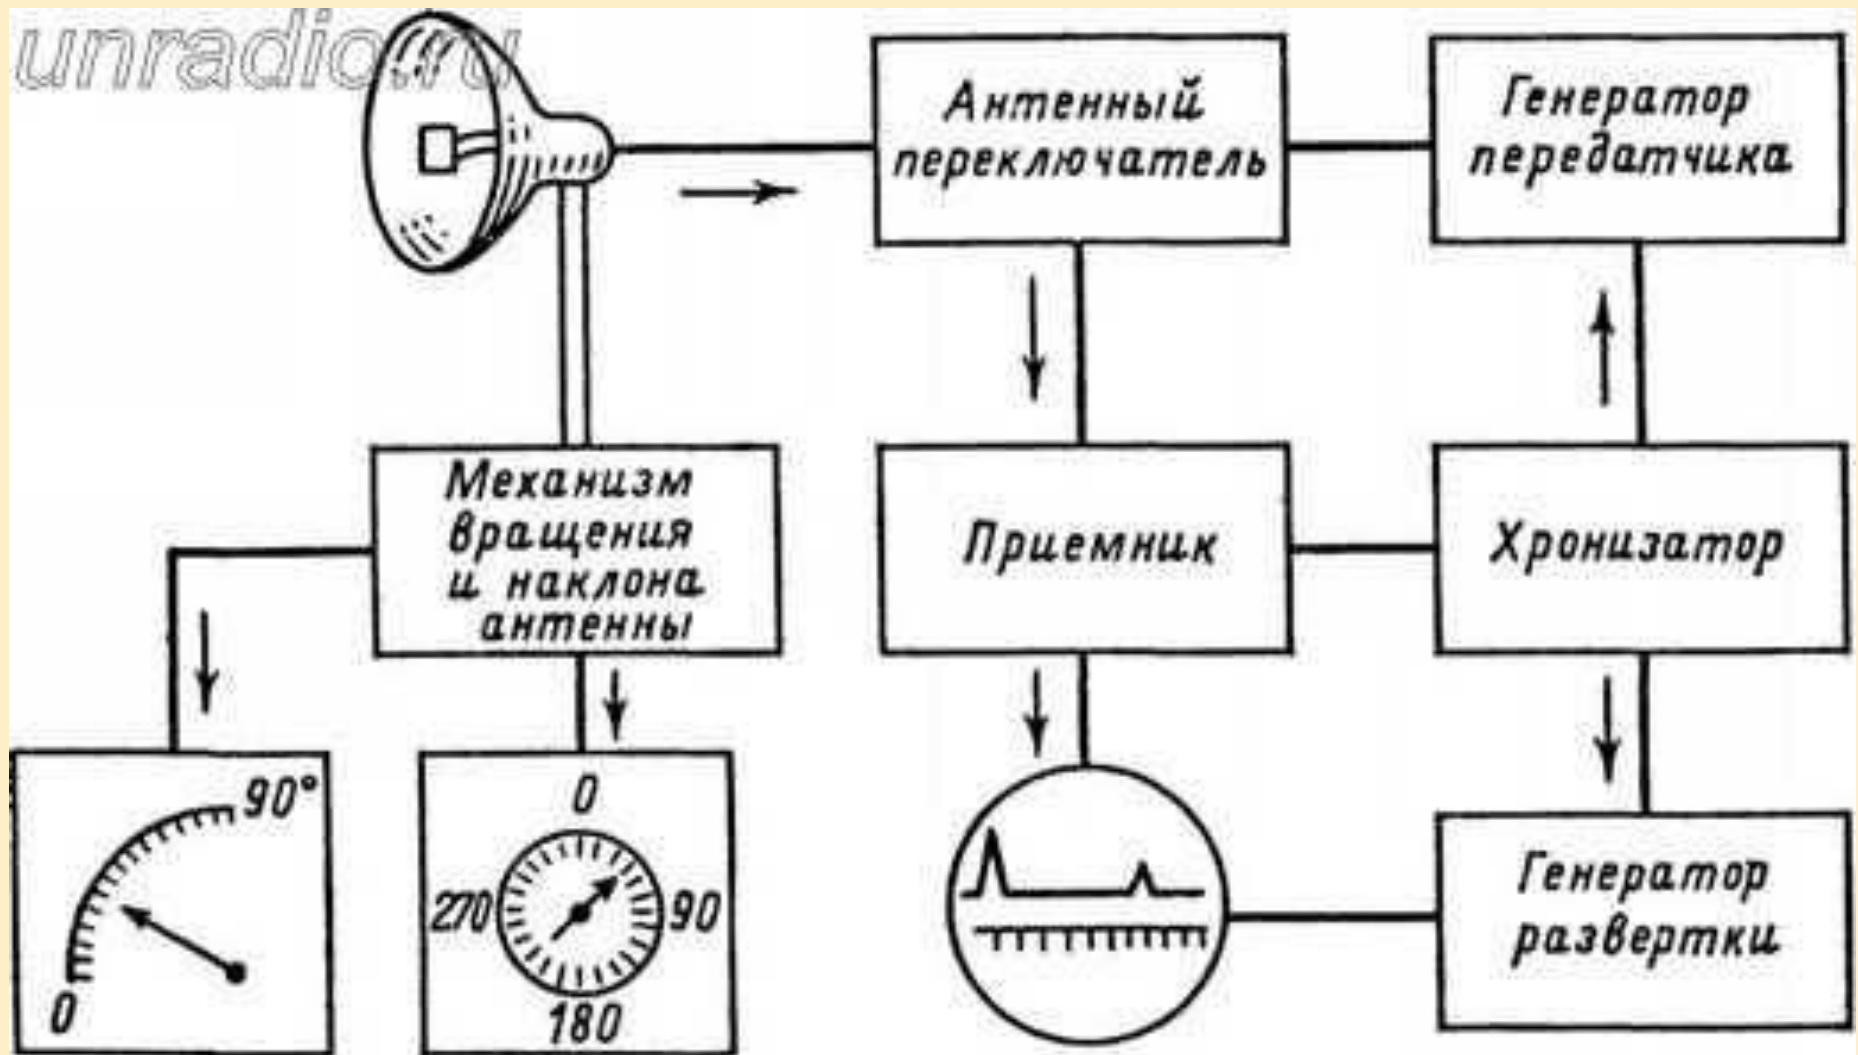 unradio.ru
Антенный
переключатель
Генератор
передатчика
Механизм
вращения
и наклона
антенны
Приемник
Хронизатор
90°
0
0
270
90
180
Генератор
развертки